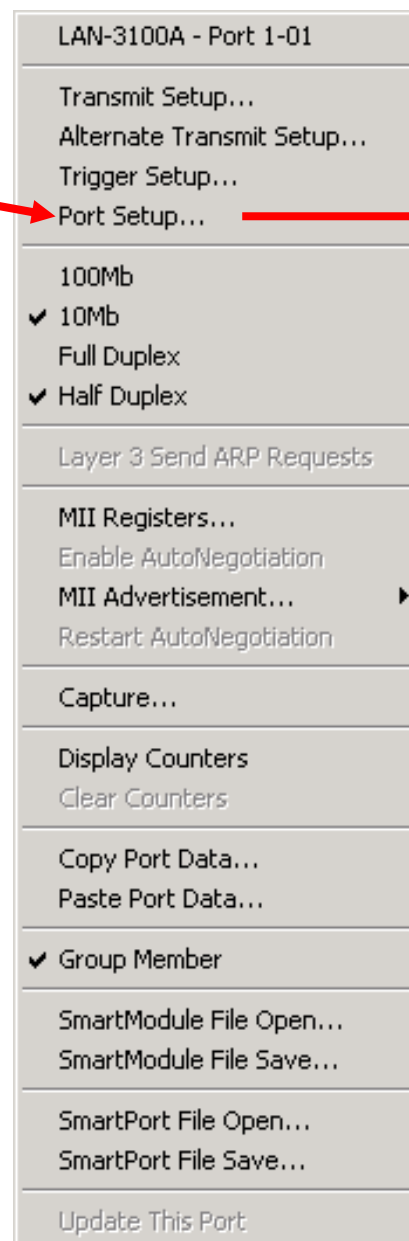 LAN-3100A - Port 1-01
Transmit Setup...
Alternate Transmit Setup...
Trigger Setup...
Port Setup...
100Mb
10Mb
Full Duplex
Half Duplex
Layer 3 Send ARP Requests
MII Registers...
Enable AutoNegotiation
MII Advertisement...
Restart AutoNegotiation
Capture...
Display Counters
Clear Counters
Copy Port Data...
Paste Port Data...
Group Member
SmartModule File Open...
SmartModule File Save...
SmartPort File Open...
SmartPort File Save...
Update This Port